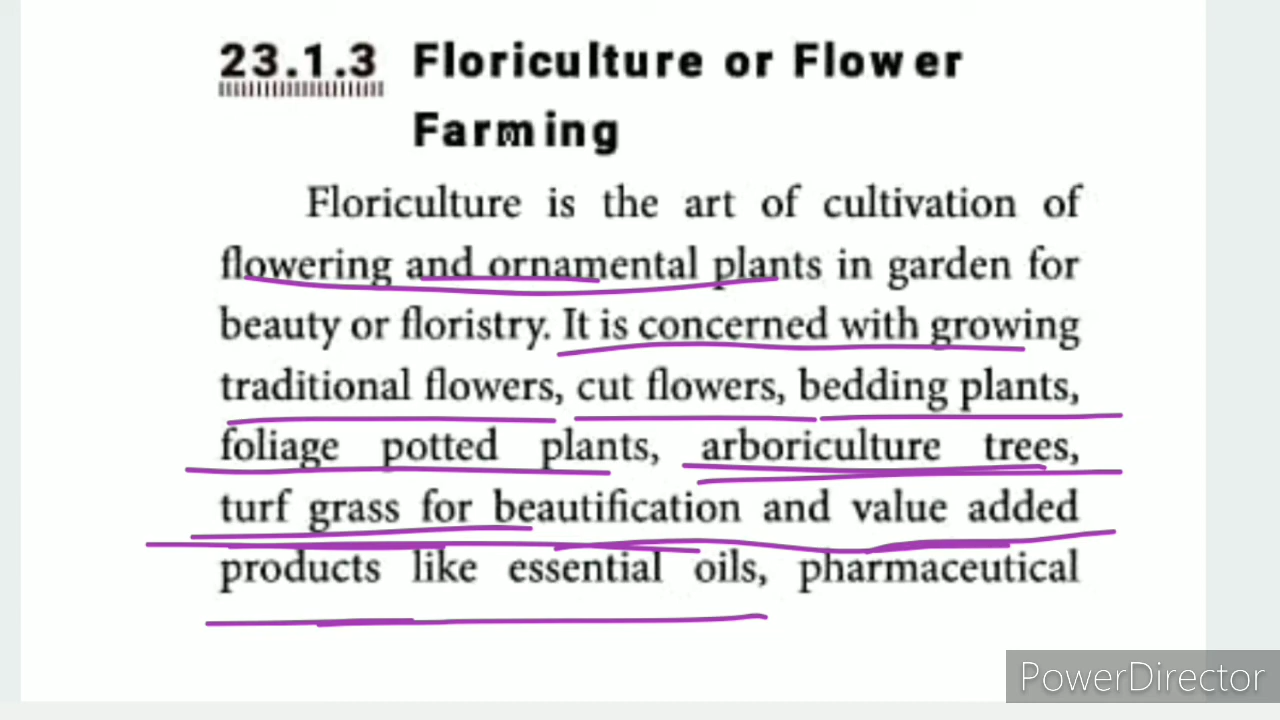 23.1.3 Floriculture or Flower
Farming
Floriculture is the art of cultivation of
flowering and ornamental plants in garden for
beauty or floristry. It is concerned with growing
traditional flowers, cut flowers, bedding plants,
foliage potted plants, arboriculture trees,
turf grass for beautification and value added
products like essential oils, pharmaceutical
PowerDirector